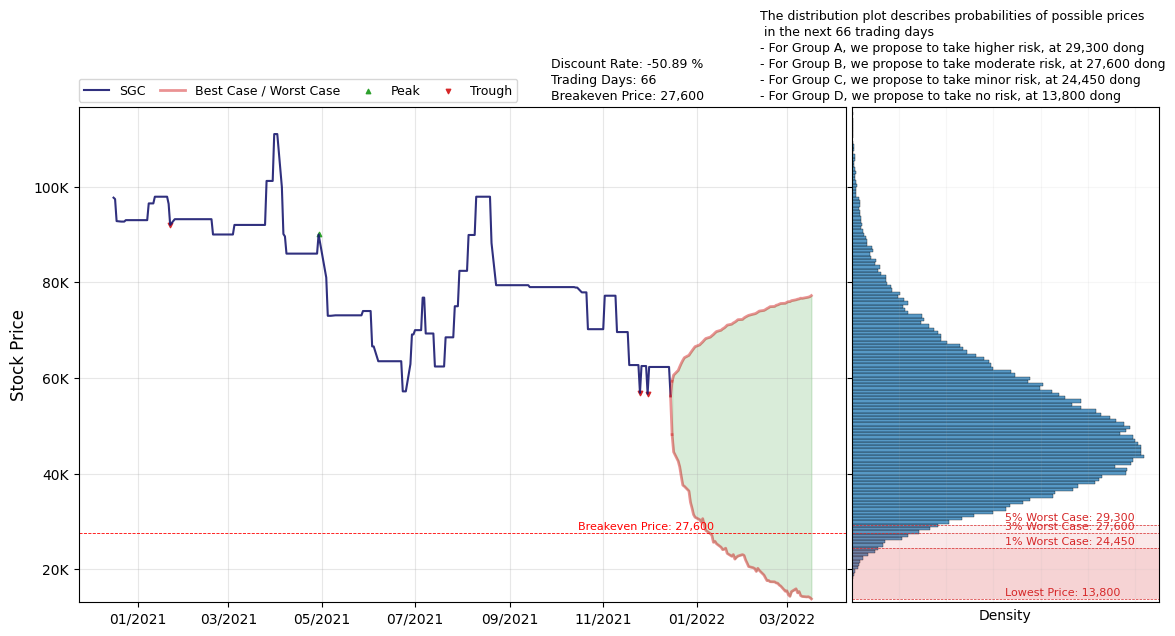 The distribution plot describes probabilities of possible prices
in the next 66 trading days
- For Group A, we propose to take higher risk, at 29,300 dong
- For Group B, we propose to take moderate risk, at 27,600 dong
- For Group C, we propose to take minor risk, at 24,450 dong
- For Group D, we propose to take no risk, at 13,800 dong
Discount Rate: -50.89 %
Trading Days: 66
Breakeven Price: 27,600
SGC Best Case / Worst Case Peak Trough
Stock Price
100K
80K
60K
40K
20K
Breakeven Price: 27,600
01/2021 03/2021 05/2021 07/2021 09/2021 11/2021 01/2022 03/2022
5% Worst Case: 29,300
3% Worst Case: 27,600
1% Worst Case: 24,450
Lowest Price: 13,800
Density